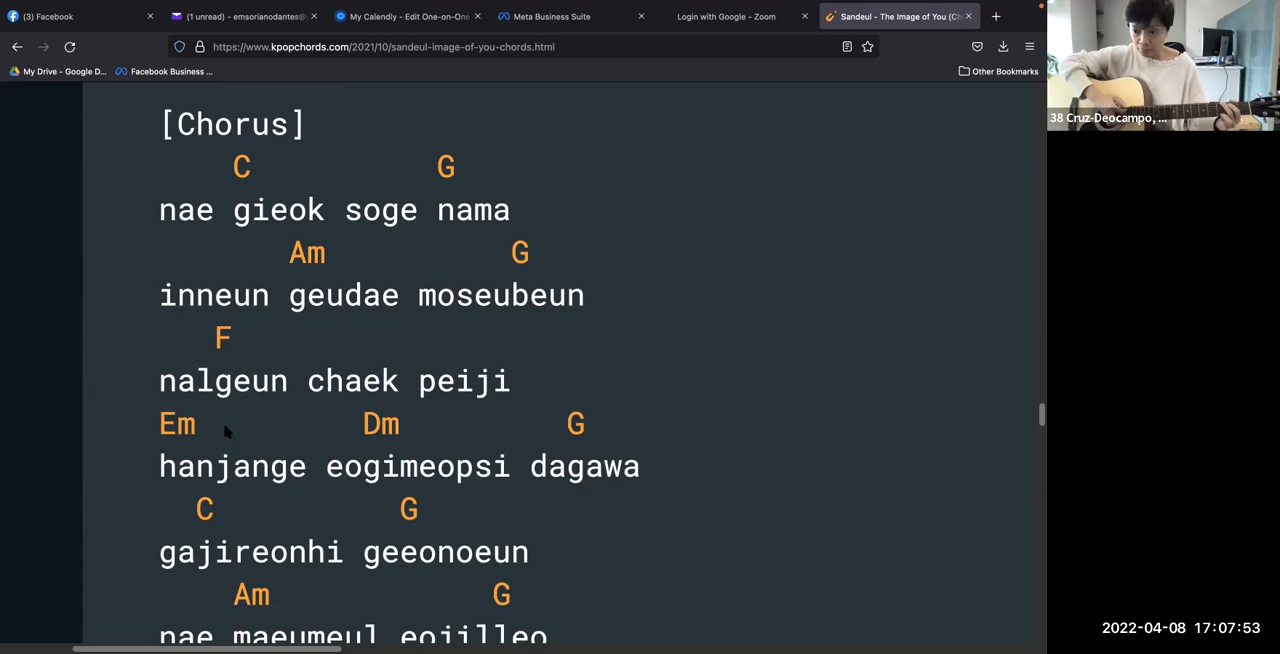 (3) Facebook
(1 unread) - emsorianodantes@
My Calendly - Edit One-on-One
Meta Business Suite
Login with Google - Zoom
Sandeul - The Image of You (Ch
https://www.kpopchords.com/2021/10/sandeul-image-of-you-chords.html
My Drive - Google D...
Facebook Business ...
Other Bookmarks
38 Cruz-Deocampo, ...
[Chorus]
C G
nae gieok soge nama
Am G
inneun geudae moseubeun
F
nalgeun chaek peiji
Em Dm G
hanjange eogimeopsi dagawa
C G
gajireonhi geeonoeun
Am G
nae maeumeul eojilleo
2022-04-08 17:07:53